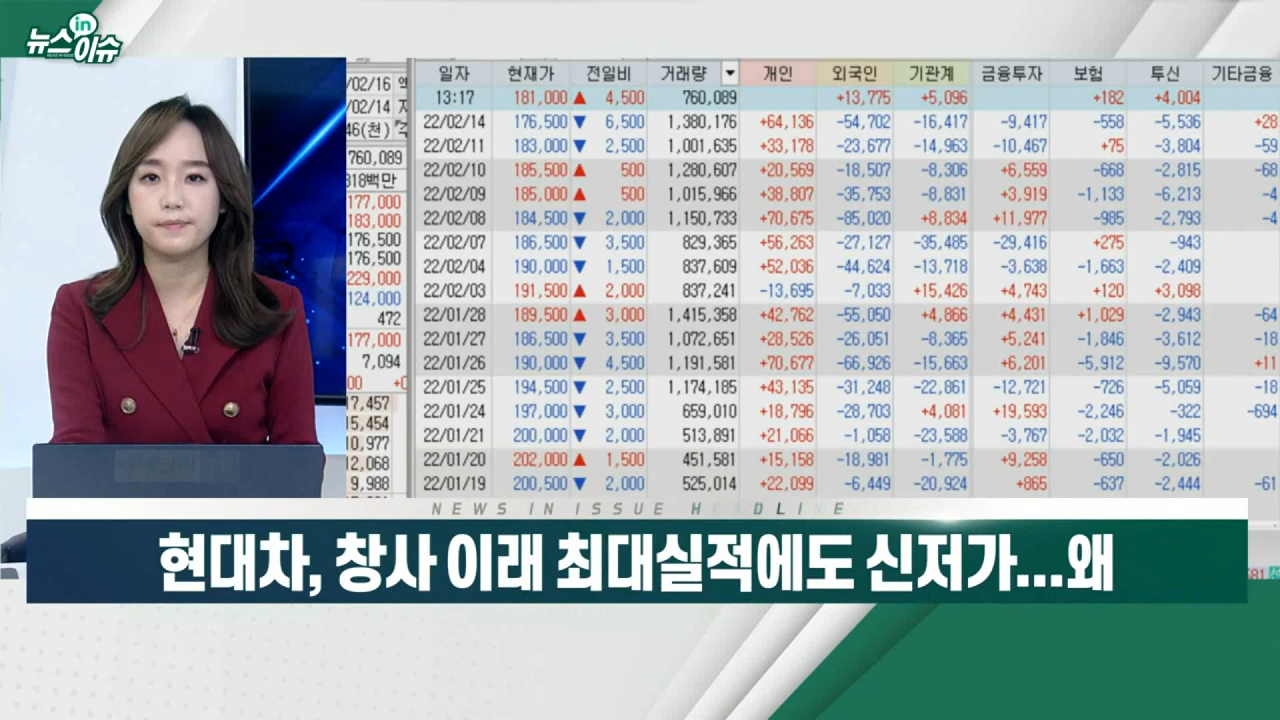 뉴스in이슈
/02/16
/02/14
46(천)
760,089
318백만
177,000
183,000
176,500
176,500
229,000
124,000
472
177,000
7,094
00 +0
17,457
15,454
10,977
12,068
9,988
일자 현재가 전일비 거래량 ▼ 개인 외국인 기관계 금융투자 보험 투신 기타금융
13:17 181,000 ▲ 4,500 760,089 +13,775 +5,096 +182 +4,004
22/02/14 176,500 ▼ 6,500 1,380,176 +64,136 -54,702 -16,417 -9,417 -558 -5,536 +28
22/02/11 183,000 ▼ 2,500 1,001,635 +33,178 -23,677 -14,963 -10,467 +75 -3,804 -59
22/02/10 185,500 ▲ 500 1,280,607 +20,569 -18,507 -8,306 +6,559 -668 -2,815 -68
22/02/09 185,000 ▲ 500 1,015,966 +38,807 -35,753 -8,831 +3,919 -1,133 -6,213 -4
22/02/08 184,500 ▼ 2,000 1,150,733 +70,675 -85,020 +8,834 +11,977 -985 -2,793 -4
22/02/07 186,500 ▼ 3,500 829,365 +56,263 -27,127 -35,485 -29,416 +275 -943
22/02/04 190,000 ▼ 1,500 837,609 +52,036 -44,624 -13,718 -3,638 -1,663 -2,409
22/02/03 191,500 ▲ 2,000 837,241 -13,695 -7,033 +15,426 +4,743 +120 +3,098
22/01/28 189,500 ▲ 3,000 1,415,358 +42,762 -55,050 +4,866 +4,431 +1,029 -2,943 -64
22/01/27 186,500 ▼ 3,500 1,072,651 +28,526 -26,051 -8,365 +5,241 -1,846 -3,612 -18
22/01/26 190,000 ▼ 4,500 1,191,581 +70,677 -66,926 -15,663 +6,201 -5,912 -9,570 +11
22/01/25 194,500 ▼ 2,500 1,174,185 +43,135 -31,248 -22,861 -12,721 -726 -5,059 -18
22/01/24 197,000 ▼ 3,000 659,010 +18,796 -28,703 +4,081 +19,593 -2,246 -322 -694
22/01/21 200,000 ▼ 2,000 513,891 +21,066 -1,058 -23,588 -3,767 -2,032 -1,945
22/01/20 202,000 ▲ 1,500 451,581 +15,158 -18,981 -1,775 +9,258 -650 -2,026
22/01/19 200,500 ▼ 2,000 525,014 +22,099 -6,449 -20,924 +865 -637 -2,444 -61
NEWS IN ISSUE HEADLINE
현대차, 창사 이래 최대실적에도 신저가...왜